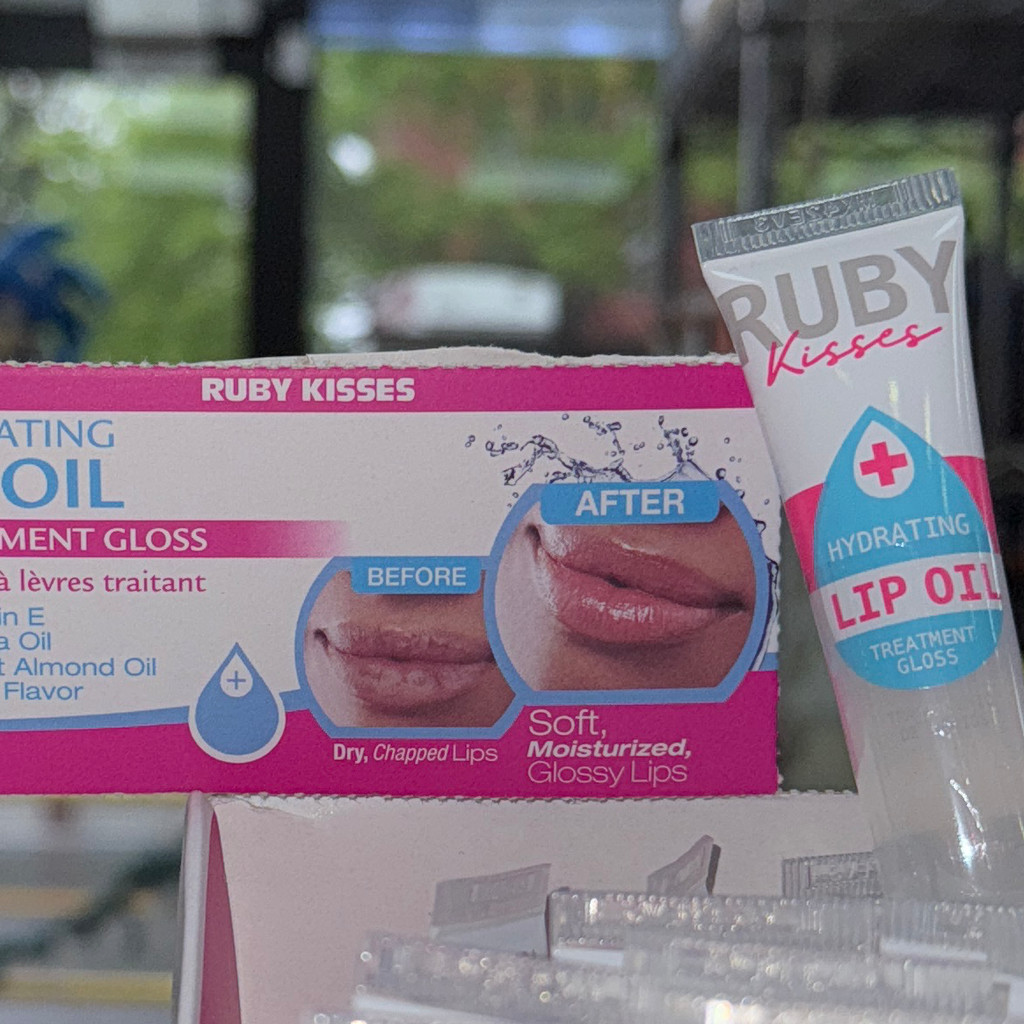 RUBY KISSES
ATING
OIL
MENT GLOSS
à lèvres traitant
in E
a Oil
t Almond Oil
Flavor
BEFORE
AFTER
Dry, Chapped Lips
Soft,
Moisturized,
Glossy Lips
RUBY
Kisses
HYDRATING
LIP OIL
TREATMENT
GLOSS